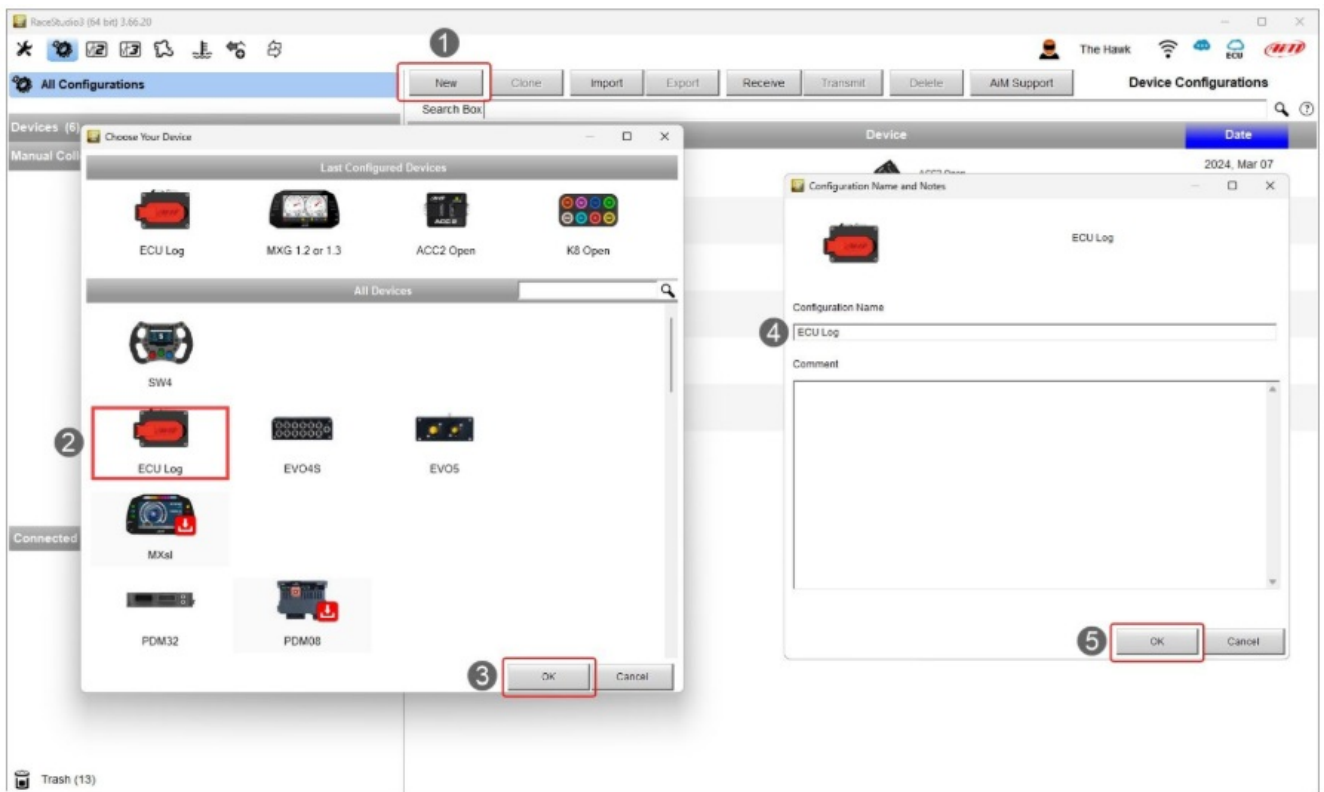 RaceStudio3 (64 bit) 3.66.20
The Hawk
ECU
AiM
1
All Configurations
New Clone Import Export Receive Transmit Delete AiM Support Device Configurations
Search Box
Devices (6)
Device Date
Manual Coll
ACC2 Open 2024, Mar 07
Choose Your Device
Last Configured Devices
ECU Log MXG 1.2 or 1.3 ACC2 Open K8 Open
All Devices
SW4
2
ECU Log EVO4S EVO5
MXsl
PDM32 PDM08
3
OK Cancel
Configuration Name and Notes
ECU Log
Configuration Name
4
ECU Log
Comment
5
OK Cancel
Connected
Trash (13)